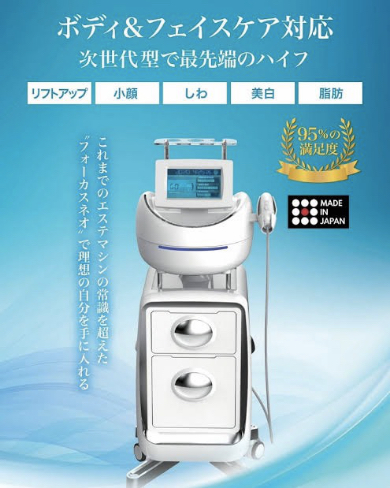 ボディ&フェイスケア対応
次世代型で最先端のハイフ
リフトアップ
小顔
しわ
美白
脂肪
95%の
満足度
MADE
IN
JAPAN
これまでのエステマシンの常識を超えた
"フォーカスネオ"で理想の自分を手に入れる